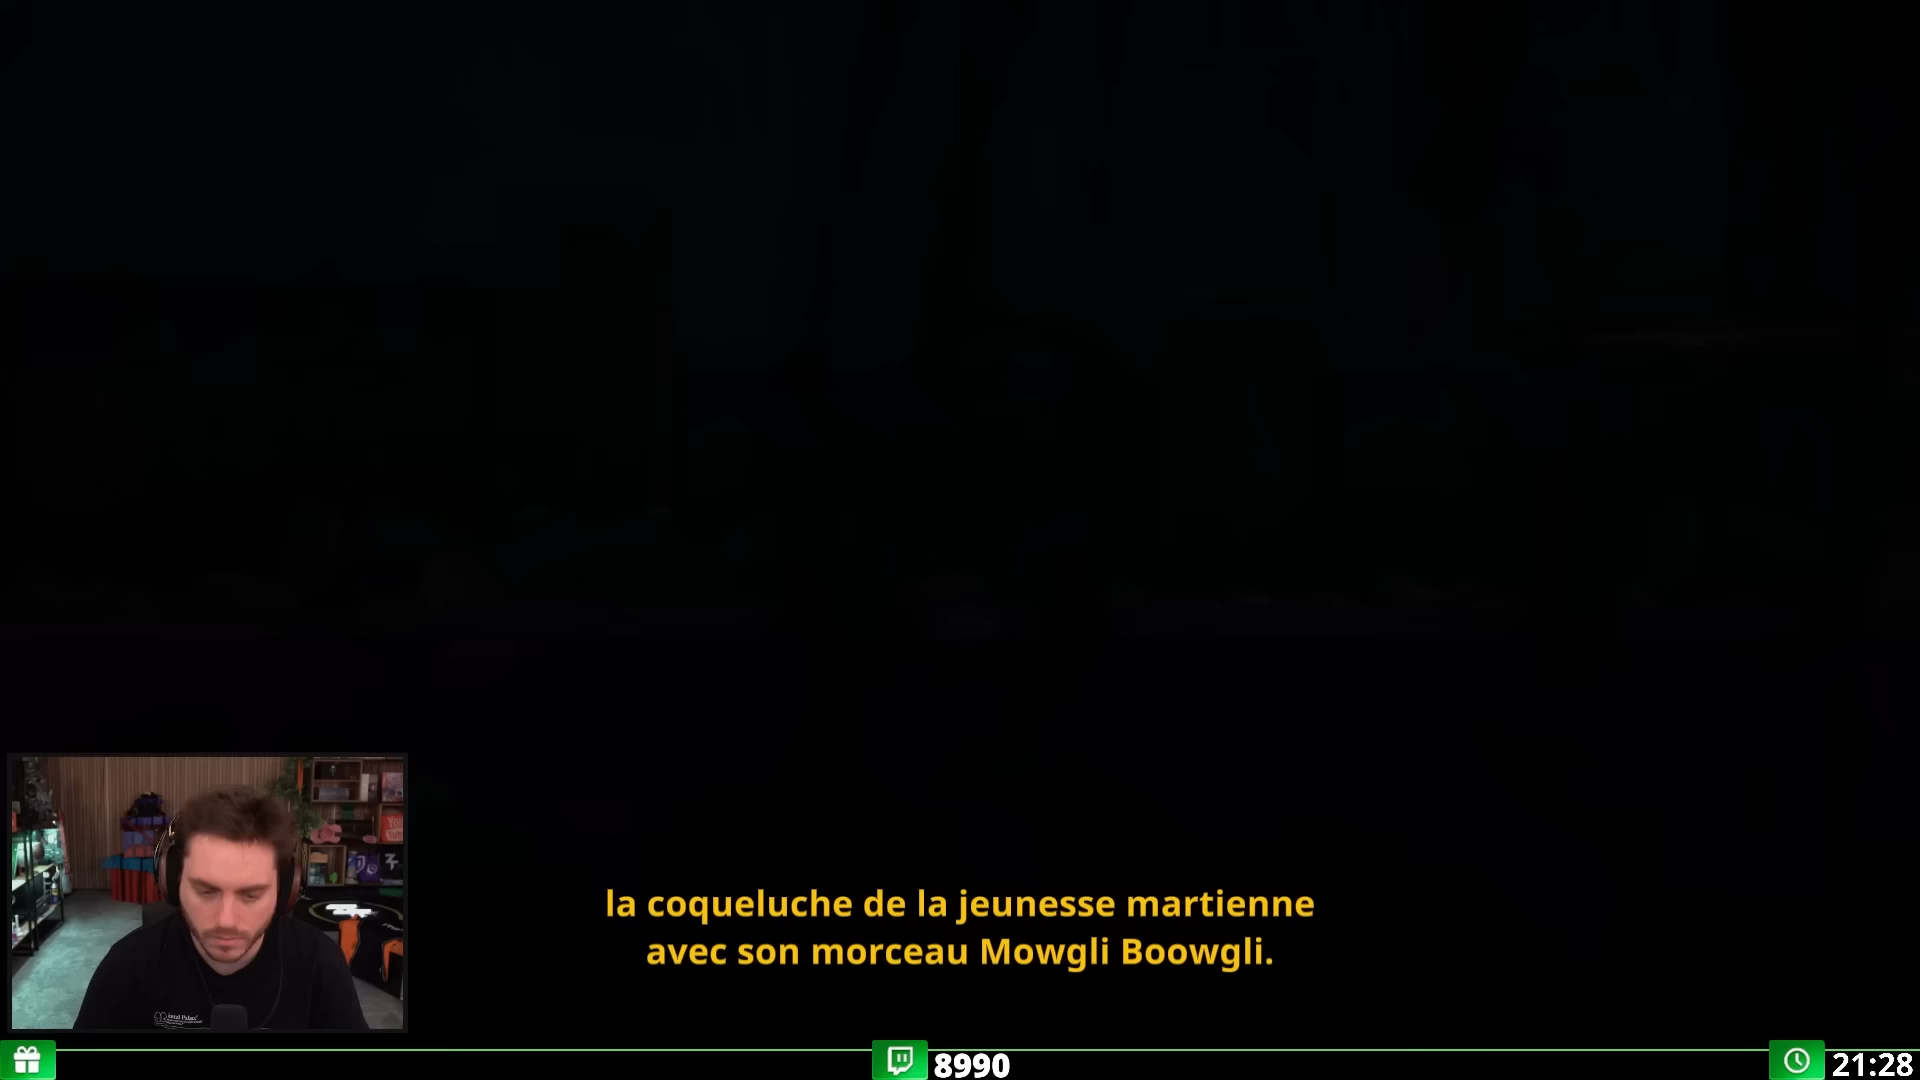 la coqueluche de la jeunesse martienne
avec son morceau Mowgli Boowgli.
8990
21:28